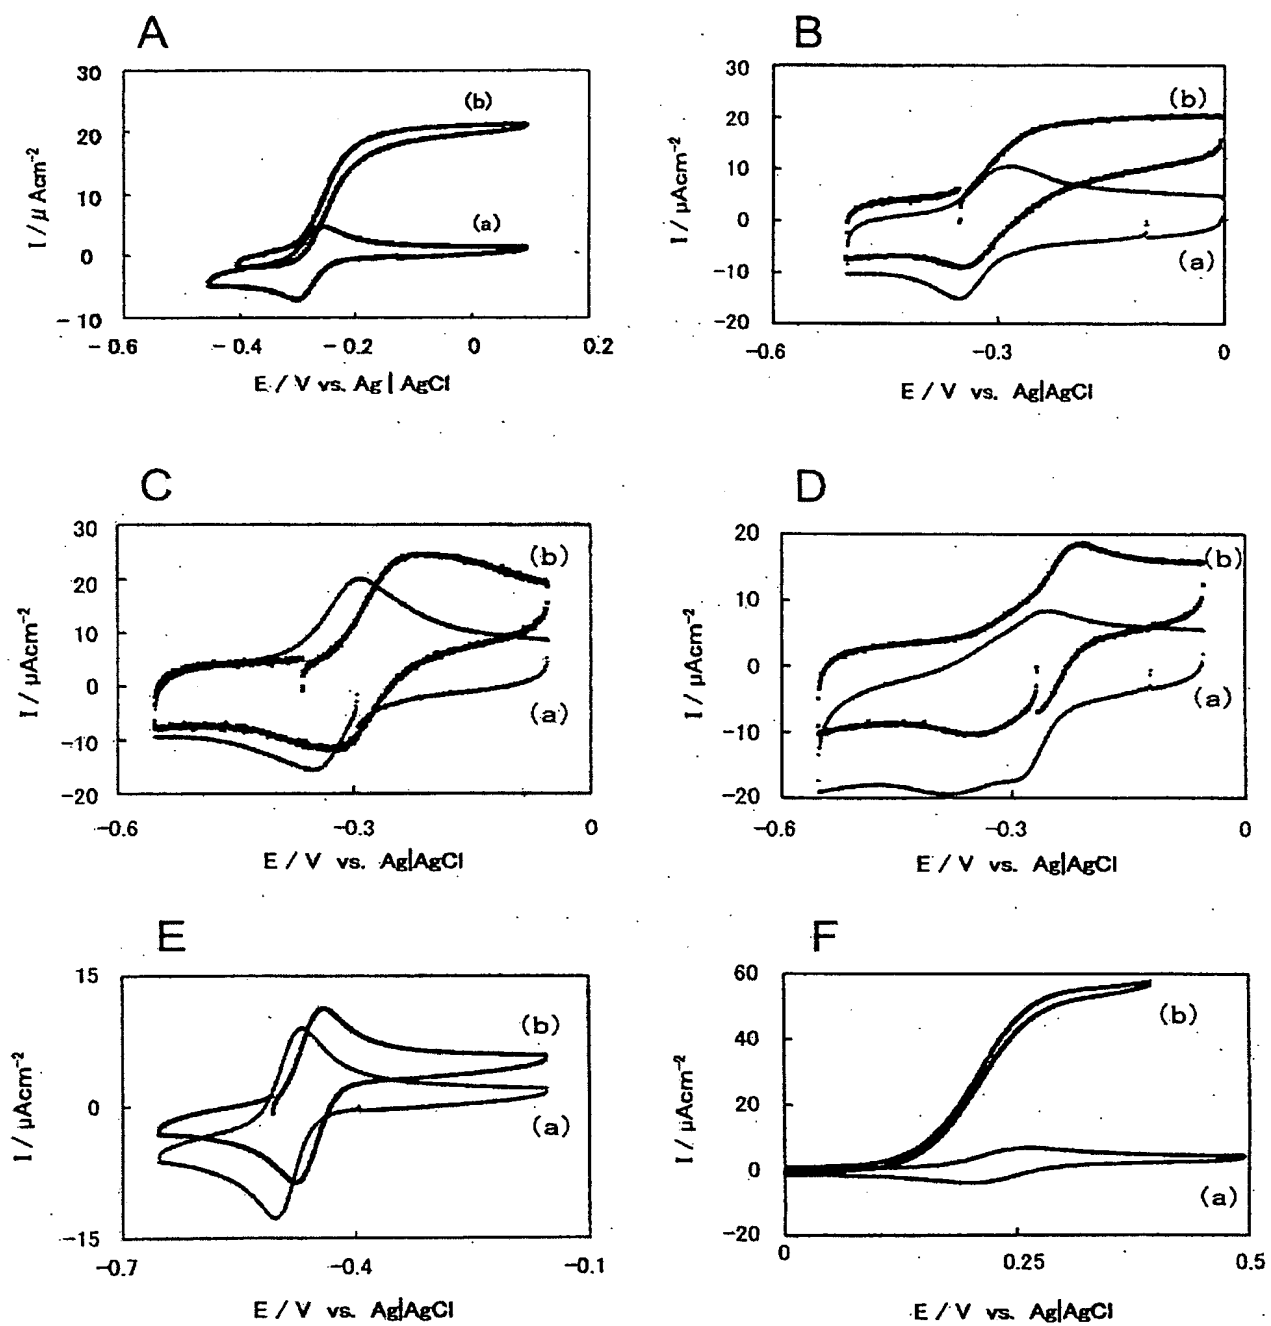 A
30
20
10
0
-10
I / μ Acm-2
(b)
(a)
-0.6
-0.4
-0.2
0
0.2
E / V vs. Ag | AgCl
B
30
20
10
0
-10
-20
I / μAcm-2
(b)
(a)
-0.6
-0.3
0
E / V vs. Ag|AgCl
C
30
20
10
0
-10
-20
I / μAcm-2
(b)
(a)
-0.6
-0.3
0
E / V vs. Ag|AgCl
D
20
10
0
-10
-20
I / μAcm-2
(b)
(a)
-0.6
-0.3
0
E / V vs. Ag|AgCl
E
15
0
-15
I / μAcm-2
(b)
(a)
-0.7
-0.4
-0.1
E / V vs. Ag|AgCl
F
60
40
20
0
-20
I / μAcm-2
(b)
(a)
0
0.25
0.5
E / V vs. Ag|AgCl